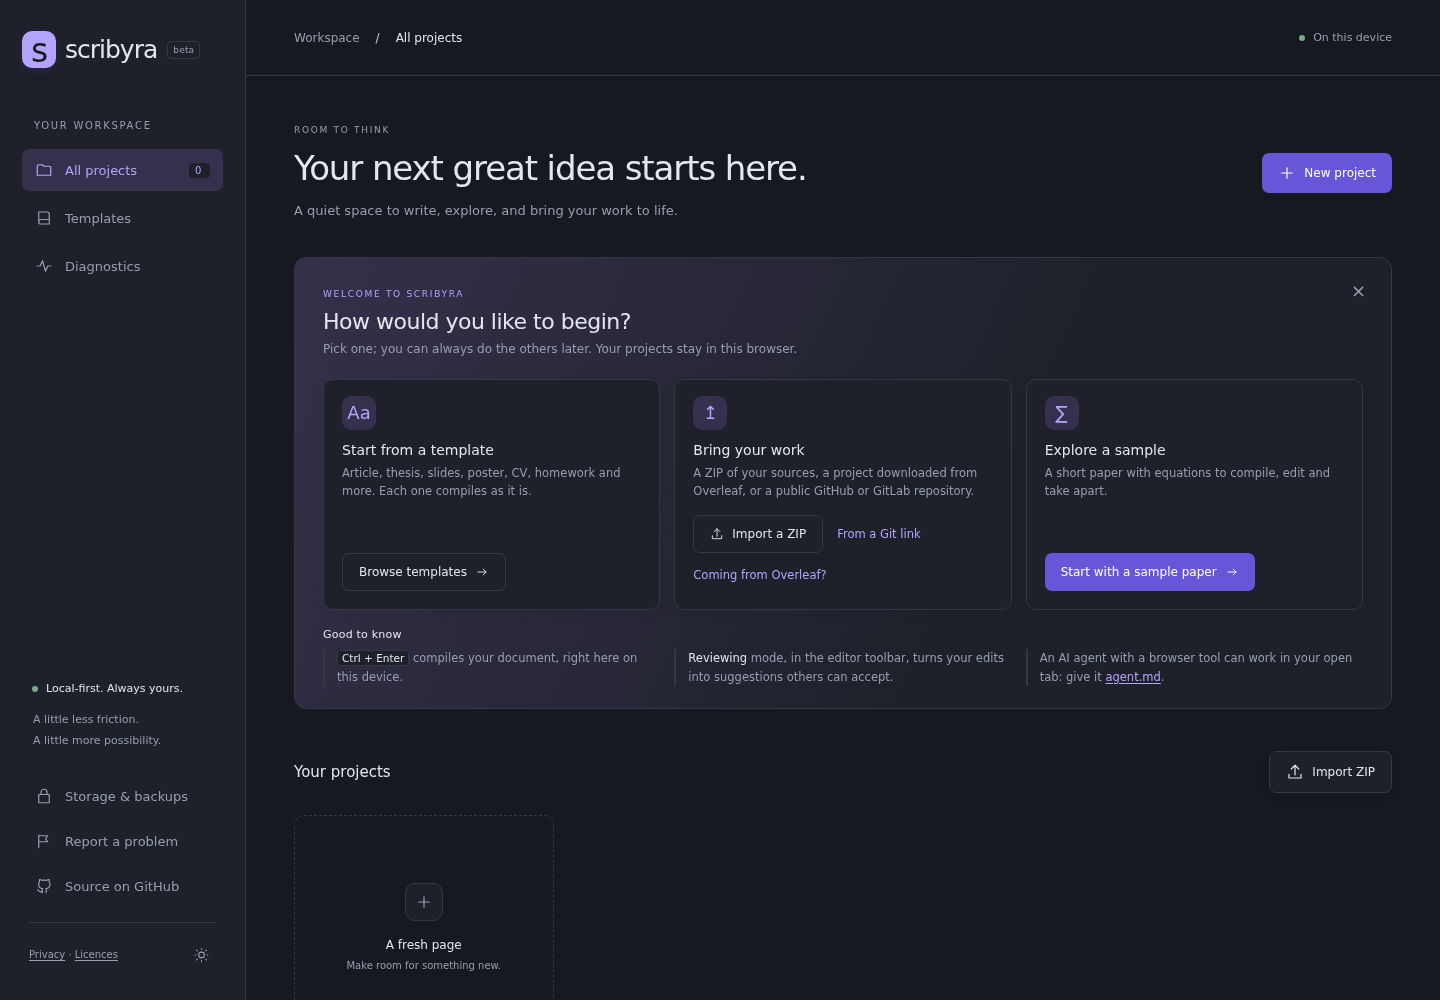 S scribyra beta
YOUR WORKSPACE
All projects 0
Templates
Diagnostics
Local-first. Always yours.
A little less friction.
A little more possibility.
Storage & backups
Report a problem
Source on GitHub
Privacy · Licences
Workspace / All projects
On this device
ROOM TO THINK
Your next great idea starts here.
A quiet space to write, explore, and bring your work to life.
New project
WELCOME TO SCRIBYRA
How would you like to begin?
Pick one; you can always do the others later. Your projects stay in this browser.
×
Aa
Start from a template
Article, thesis, slides, poster, CV, homework and
more. Each one compiles as it is.
Browse templates →
↥
Bring your work
A ZIP of your sources, a project downloaded from
Overleaf, or a public GitHub or GitLab repository.
Import a ZIP From a Git link
Coming from Overleaf?
∑
Explore a sample
A short paper with equations to compile, edit and
take apart.
Start with a sample paper →
Good to know
Ctrl + Enter compiles your document, right here on
this device.
Reviewing mode, in the editor toolbar, turns your edits
into suggestions others can accept.
An AI agent with a browser tool can work in your open
tab: give it agent.md.
Your projects
Import ZIP
A fresh page
Make room for something new.